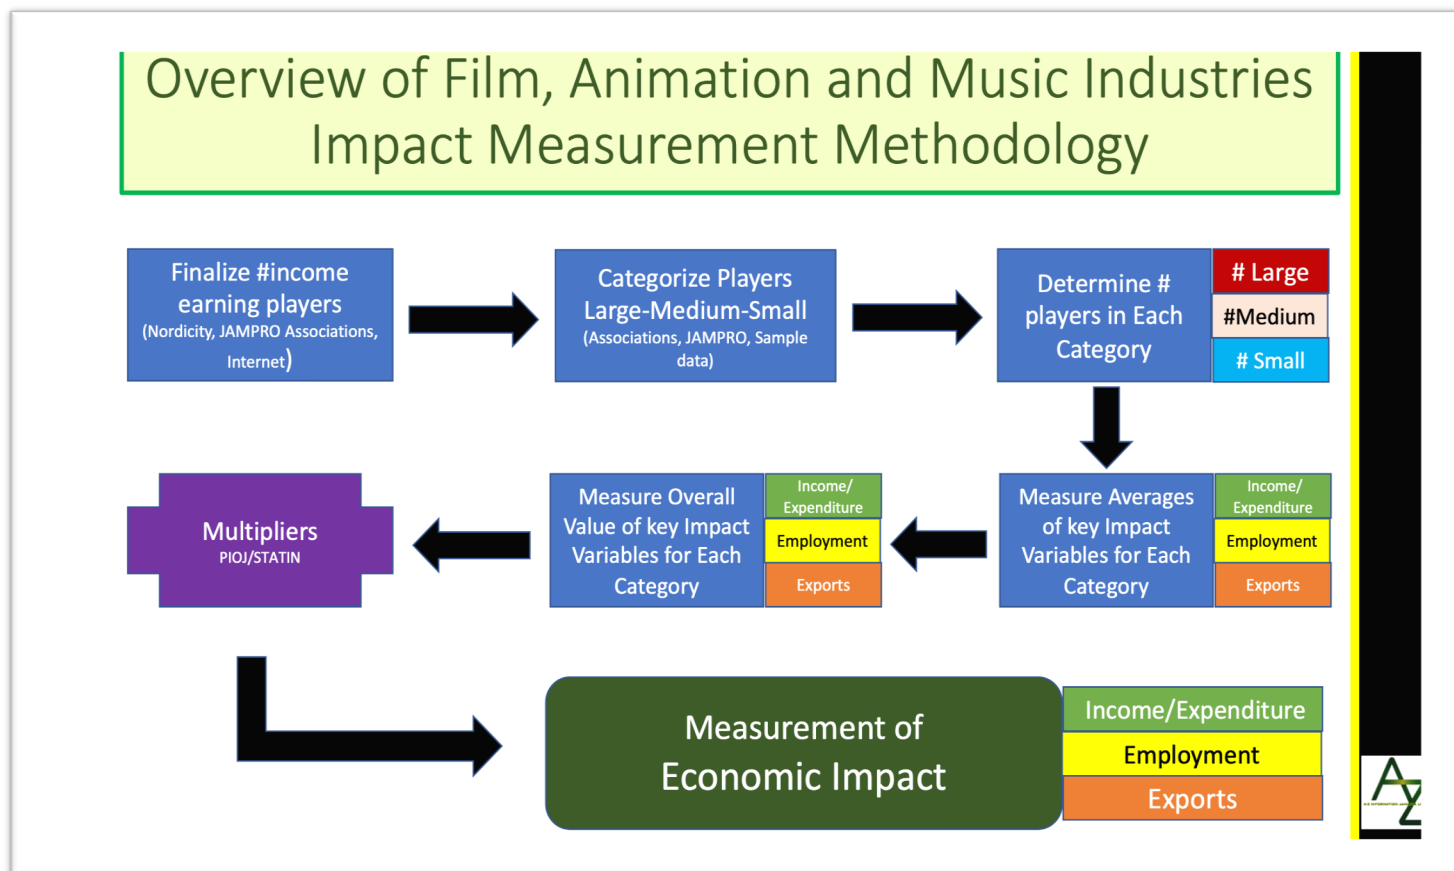 Overview of Film, Animation and Music Industries
Impact Measurement Methodology
Finalize #income
earning players
(Nordicity, JAMPRO Associations,
Internet)
Categorize Players
Large-Medium-Small
(Associations, JAMPRO, Sample
data)
Determine #
players in Each
Category
# Large
#Medium
# Small
Multipliers
PIOJ/STATIN
Measure Overall
Value of key Impact
Variables for Each
Category
Income/
Expenditure
Employment
Exports
Measure Averages
of key Impact
Variables for Each
Category
Income/
Expenditure
Employment
Exports
Measurement of
Economic Impact
Income/Expenditure
Employment
Exports
AZ